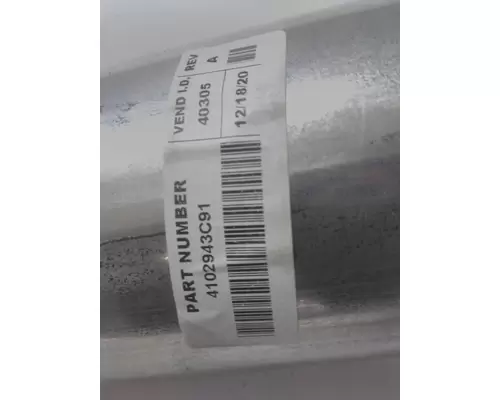 PART NUMBER
4102943C91
VEND I.D. REV
40305 A
12/18/20